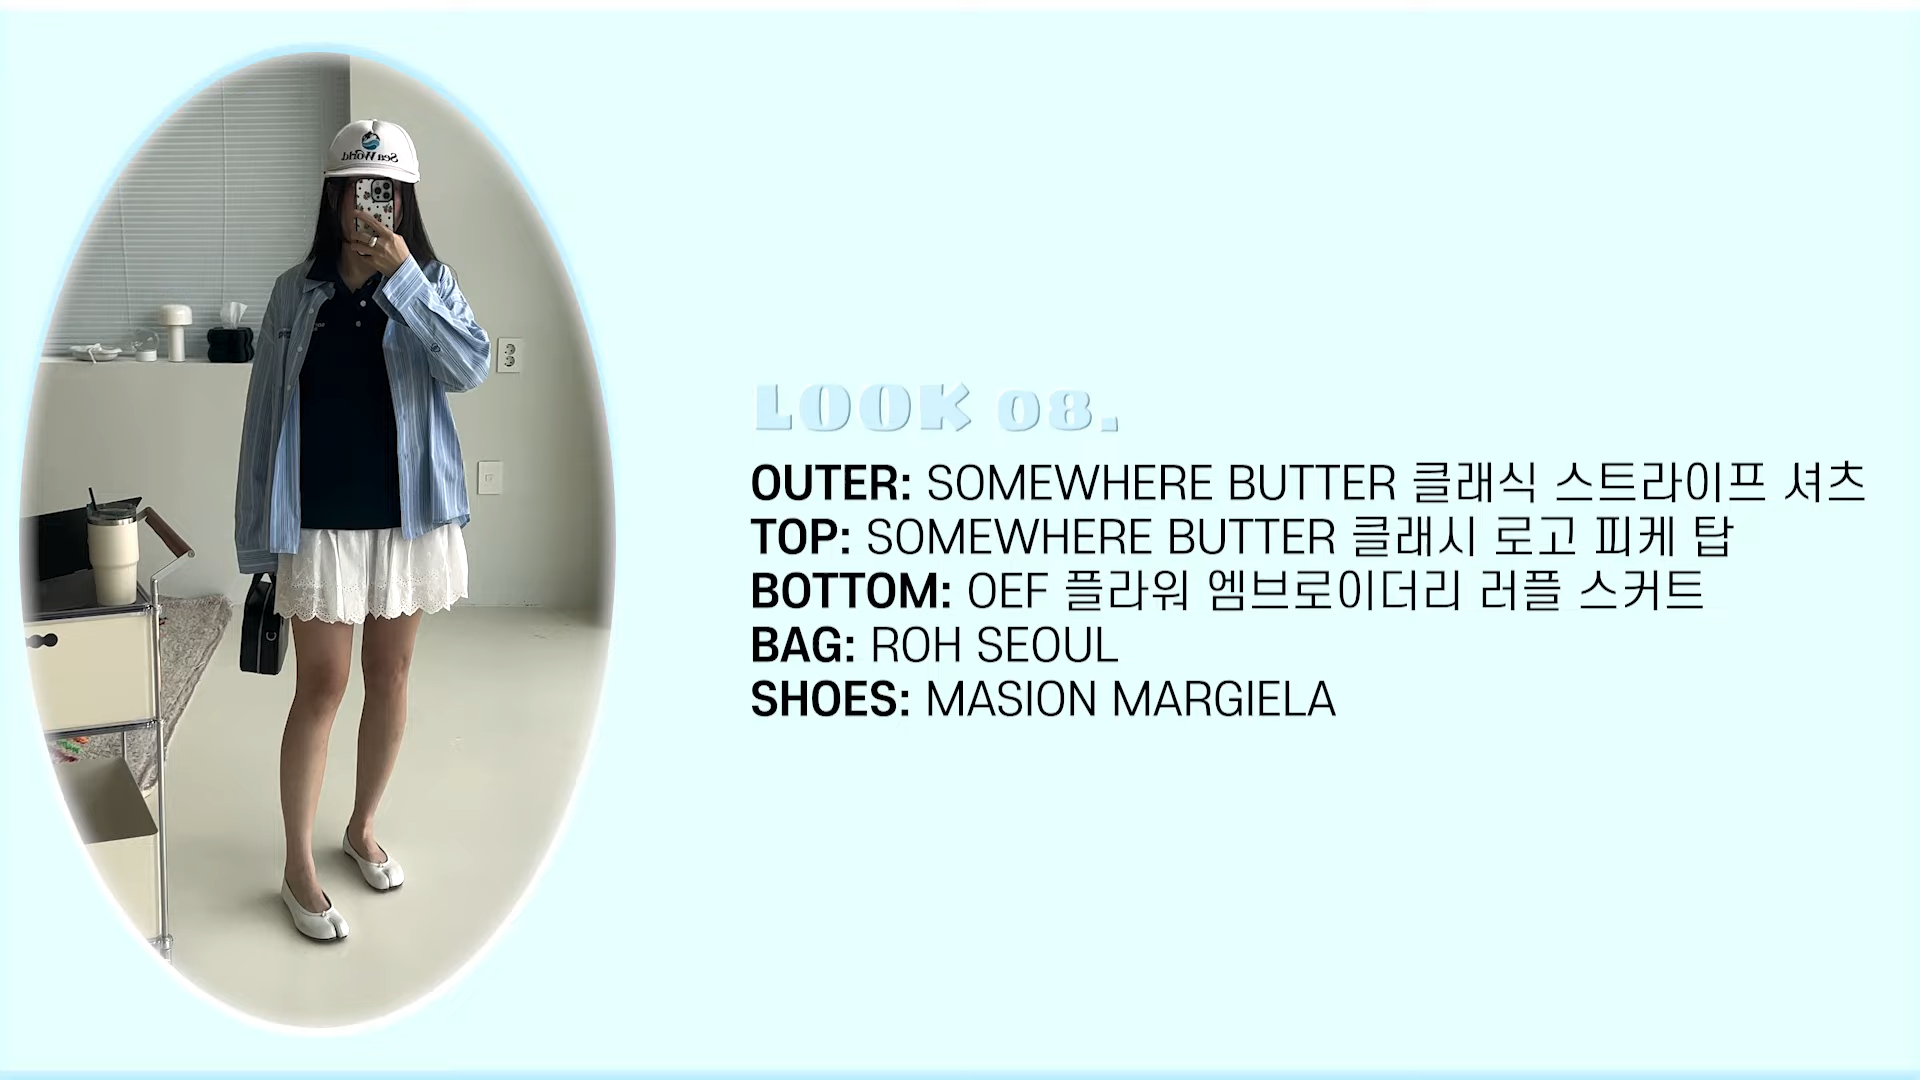 Sea World
LOOK 08.
OUTER: SOMEWHERE BUTTER 클래식 스트라이프 셔츠
TOP: SOMEWHERE BUTTER 클래시 로고 피케 탑
BOTTOM: OEF 플라워 엠브로이더리 러플 스커트
BAG: ROH SEOUL
SHOES: MASION MARGIELA